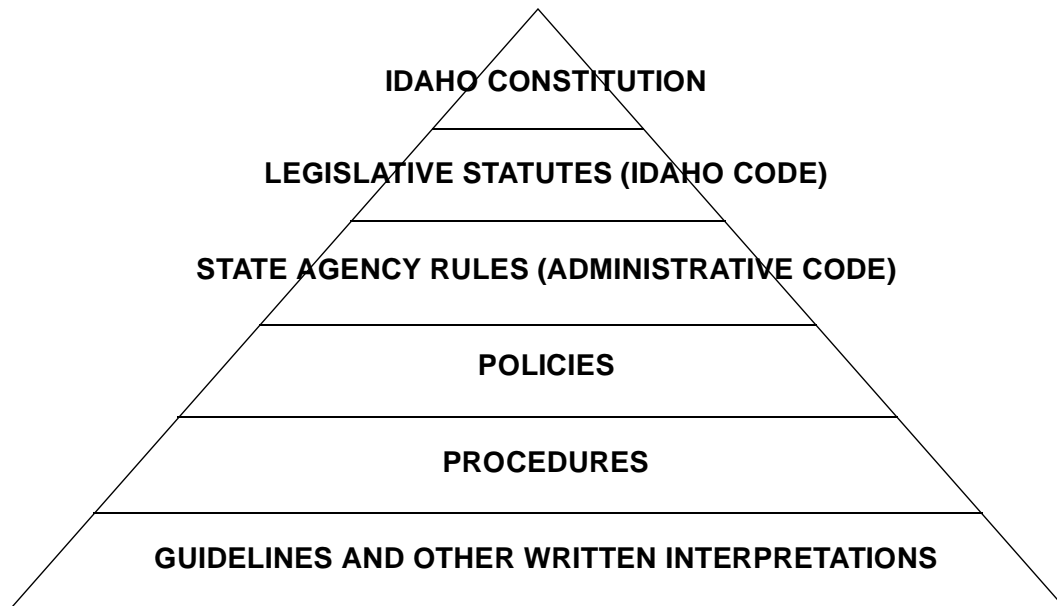 IDAHO CONSTITUTION
LEGISLATIVE STATUTES (IDAHO CODE)
STATE AGENCY RULES (ADMINISTRATIVE CODE)
POLICIES
PROCEDURES
GUIDELINES AND OTHER WRITTEN INTERPRETATIONS